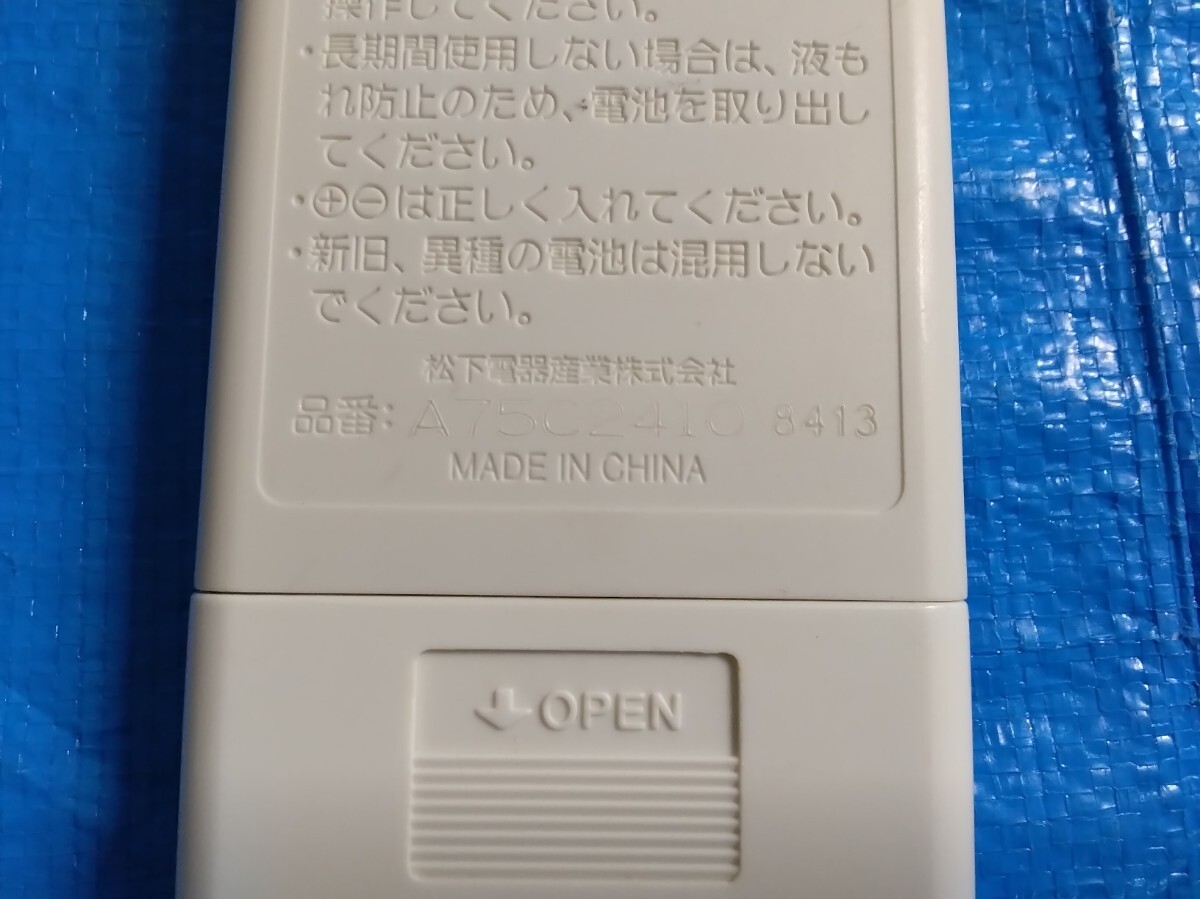 操作してください。
・長期間使用しない場合は、液も
れ防止のため、電池を取り出し
てください。
・⊕⊖は正しく入れてください。
・新旧、異種の電池は混用しない
でください。
松下電器産業株式会社
品番: A75C2410 8413
MADE IN CHINA
OPEN